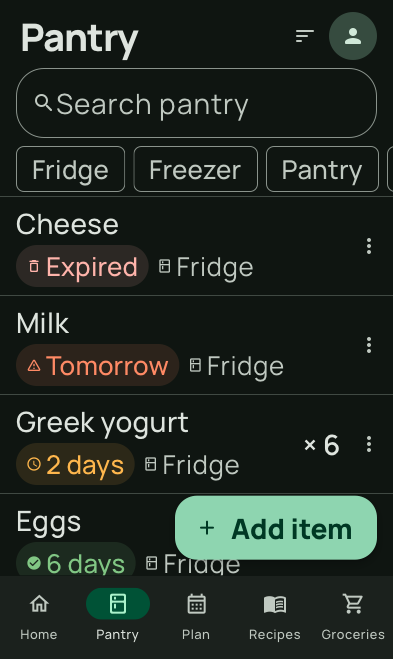 Pantry
Search pantry
Fridge Freezer Pantry
Cheese
Expired Fridge
Milk
Tomorrow Fridge
Greek yogurt
× 6
2 days Fridge
Eggs
+ Add item
6 days Fridge
Home Pantry Plan Recipes Groceries